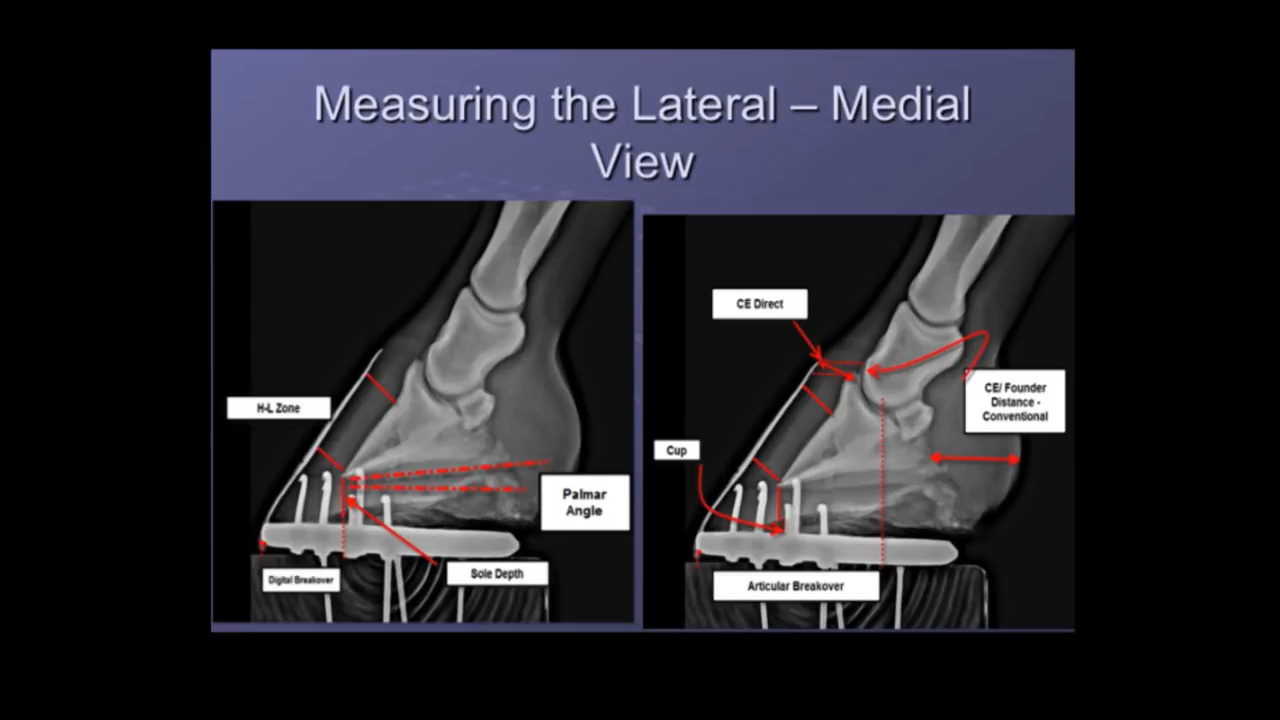 Measuring the Lateral – Medial
View
H-L Zone
Palmar
Angle
Digital Breakover
Sole Depth
CE Direct
CE/ Founder
Distance -
Conventional
Cup
Articular Breakover